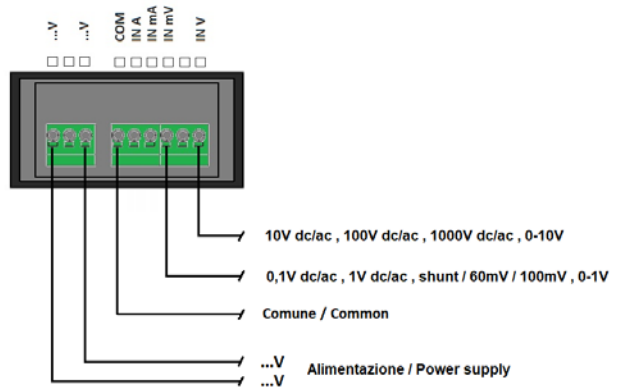 ...V
...V
COM
IN A
IN mA
IN mV
IN V
10V dc/ac , 100V dc/ac , 1000V dc/ac , 0-10V
0,1V dc/ac , 1V dc/ac , shunt / 60mV / 100mV , 0-1V
Comune / Common
...V
Alimentazione / Power supply
...V